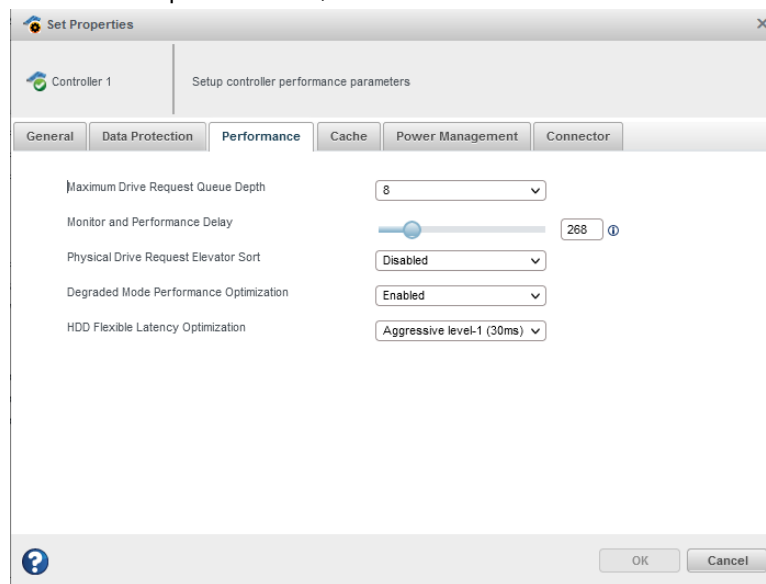 Set Properties
Controller 1
Setup controller performance parameters
General Data Protection Performance Cache Power Management Connector
Maximum Drive Request Queue Depth 8
Monitor and Performance Delay 268
Physical Drive Request Elevator Sort Disabled
Degraded Mode Performance Optimization Enabled
HDD Flexible Latency Optimization Aggressive level-1 (30ms)
OK Cancel